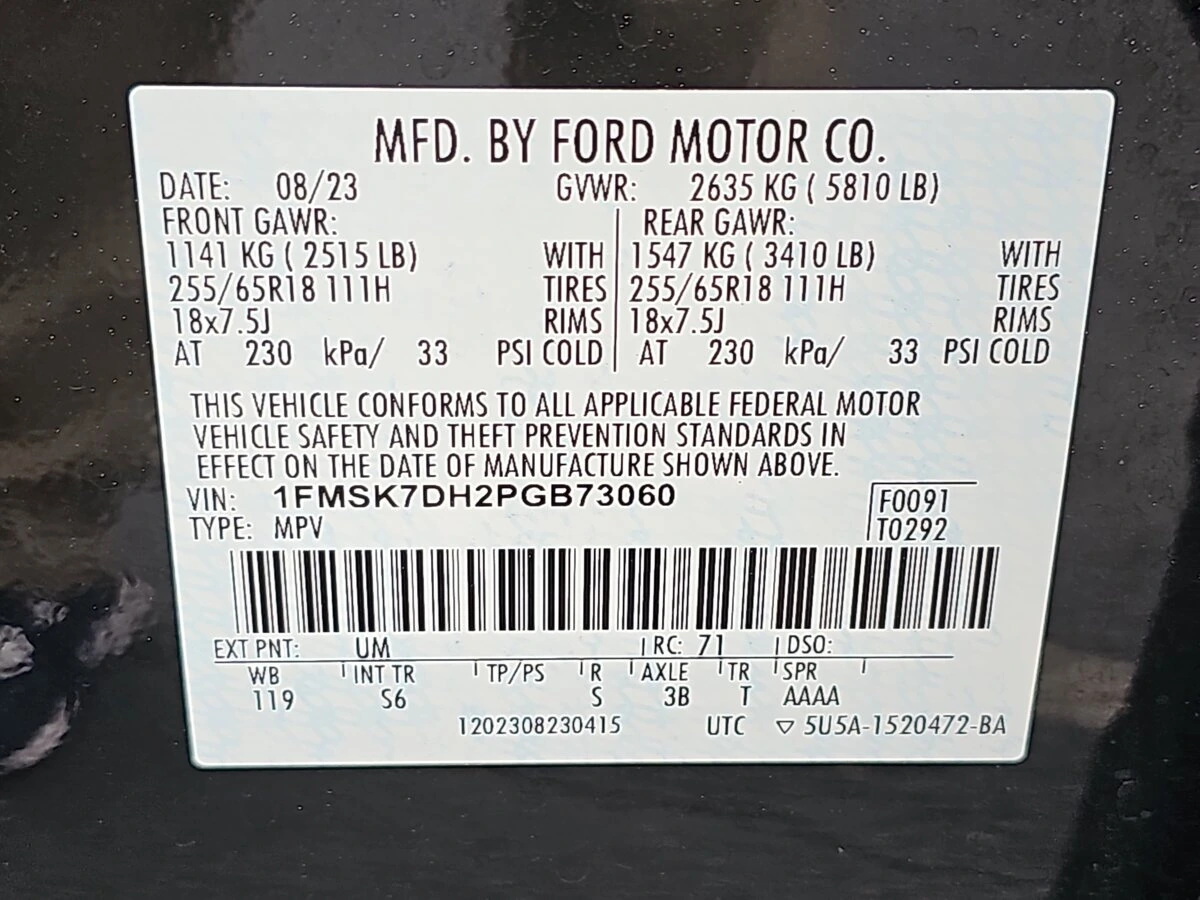 MFD. BY FORD MOTOR CO.
DATE: 08/23 GVWR: 2635 KG ( 5810 LB)
FRONT GAWR: REAR GAWR:
1141 KG ( 2515 LB) WITH 1547 KG ( 3410 LB) WITH
255/65R18 111H TIRES 255/65R18 111H TIRES
18x7.5J RIMS 18x7.5J RIMS
AT 230 kPa/ 33 PSI COLD AT 230 kPa/ 33 PSI COLD
THIS VEHICLE CONFORMS TO ALL APPLICABLE FEDERAL MOTOR
VEHICLE SAFETY AND THEFT PREVENTION STANDARDS IN
EFFECT ON THE DATE OF MANUFACTURE SHOWN ABOVE.
VIN: 1FMSK7DH2PGB73060 F0091
TYPE: MPV T0292
EXT PNT: UM RC: 71 DSO:
WB INT TR TP/PS R AXLE TR SPR
119 S6 S 3B T AAAA
1202308230415 UTC ▽ 5U5A-1520472-BA